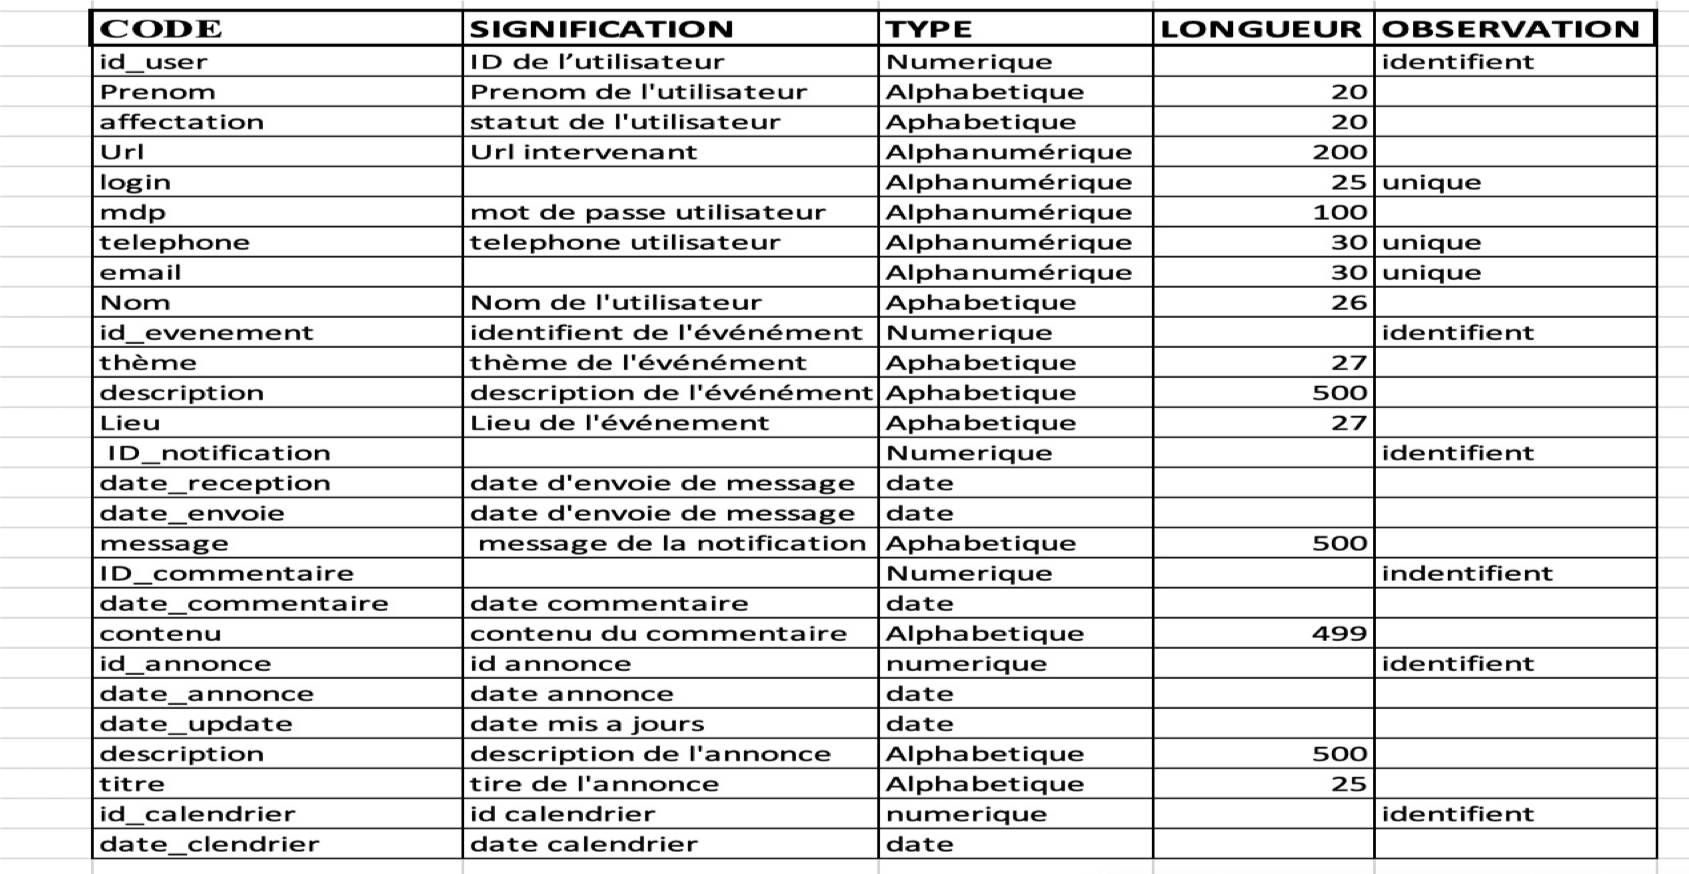 CODE SIGNIFICATION TYPE LONGUEUR OBSERVATION
id_user ID de l’utilisateur Numerique identifient
Prenom Prenom de l'utilisateur Alphabetique 20
affectation statut de l'utilisateur Aphabetique 20
Url Url intervenant Alphanumérique 200
login Alphanumérique 25 unique
mdp mot de passe utilisateur Alphanumérique 100
telephone telephone utilisateur Alphanumérique 30 unique
email Alphanumérique 30 unique
Nom Nom de l'utilisateur Aphabetique 26
id_evenement identifient de l'événément Numerique identifient
thème thème de l'événément Aphabetique 27
description description de l'événément Aphabetique 500
Lieu Lieu de l'événement Aphabetique 27
ID_notification Numerique identifient
date_reception date d'envoie de message date
date_envoie date d'envoie de message date
message message de la notification Aphabetique 500
ID_commentaire Numerique indentifient
date_commentaire date commentaire date
contenu contenu du commentaire Alphabetique 499
id_annonce id annonce numerique identifient
date_annonce date annonce date
date_update date mis a jours date
description description de l'annonce Alphabetique 500
titre tire de l'annonce Alphabetique 25
id_calendrier id calendrier numerique identifient
date_clendrier date calendrier date